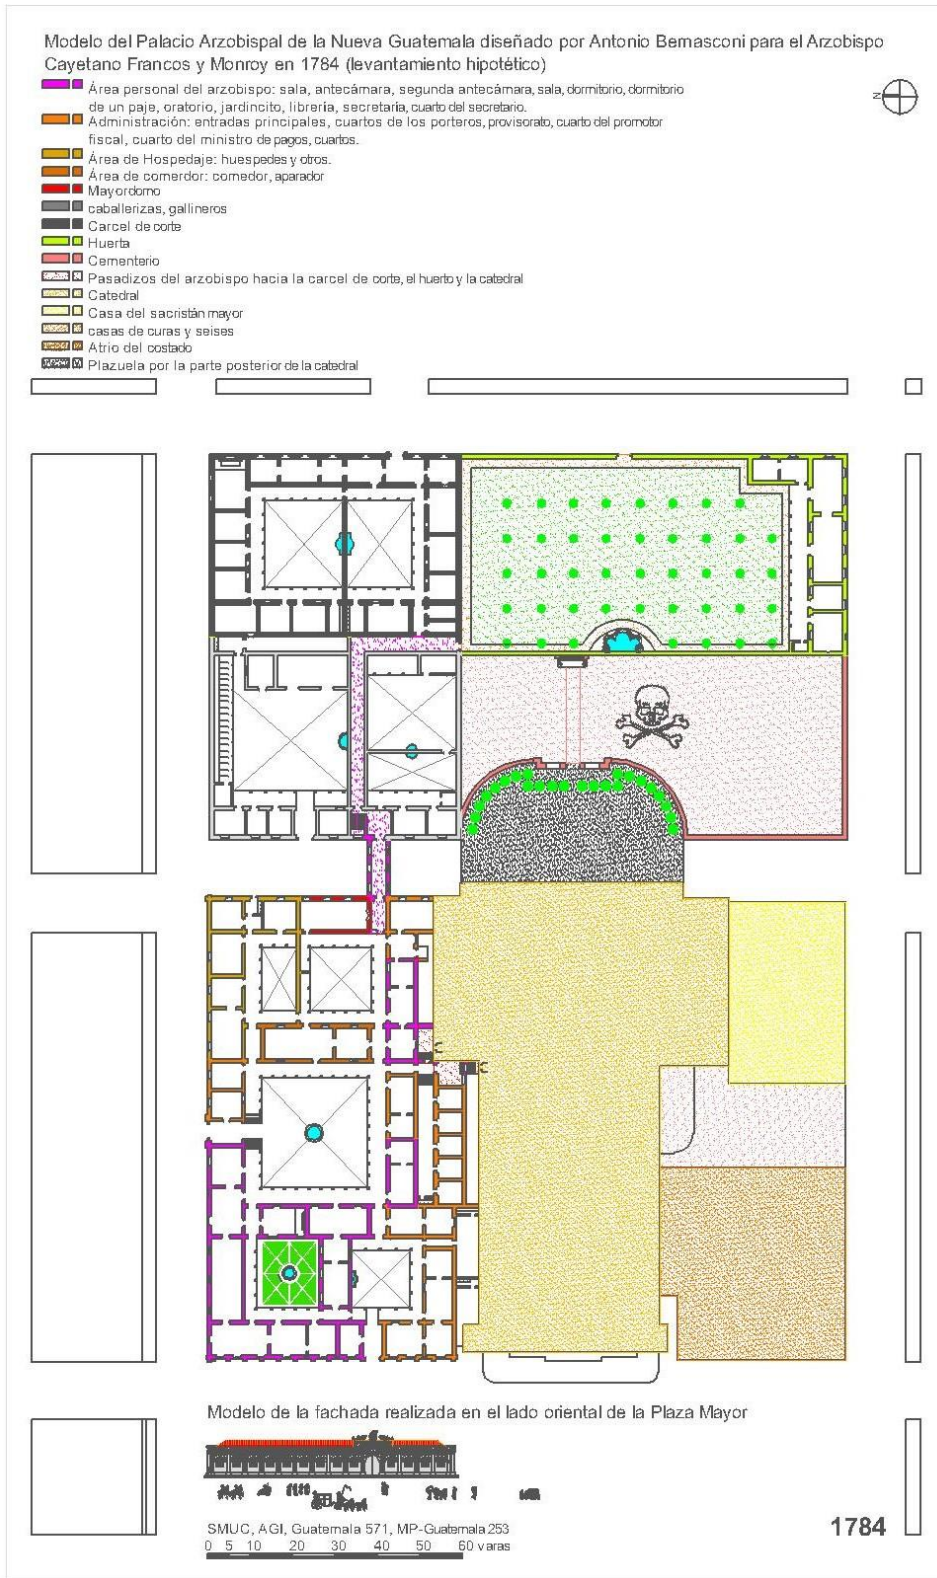 Modelo del Palacio Arzobispal de la Nueva Guatemala diseñado por Antonio Bernasconi para el Arzobispo
Cayetano Francos y Monroy en 1784 (levantamiento hipotético)
Área personal del arzobispo: sala, antecámara, segunda antecámara, sala, dormitorio, dormitorio
de un paje, oratorio, jardincito, librería, secretaria, cuarto del secretario.
Administración: entradas principales, cuartos de los porteros, provisorato, cuarto del promotor
fiscal, cuarto del ministro de pagos, cuartos.
Área de Hospedaje: huespedes y otros.
Área de comerdor: comedor, aparador
Mayordomo
caballerizas, gallineros
Carcel de corte
Huerta
Cementerio
Pasadizos del arzobispo hacia la carcel de corte, el huerto y la catedral
Catedral
Casa del sacristán mayor
casas de curas y seises
Atrio del costado
Plazuela por la parte posterior de la catedral
N
Modelo de la fachada realizada en el lado oriental de la Plaza Mayor
SMUC, AGI, Guatemala 571, MP-Guatemala 253
0 5 10 20 30 40 50 60 varas
1784